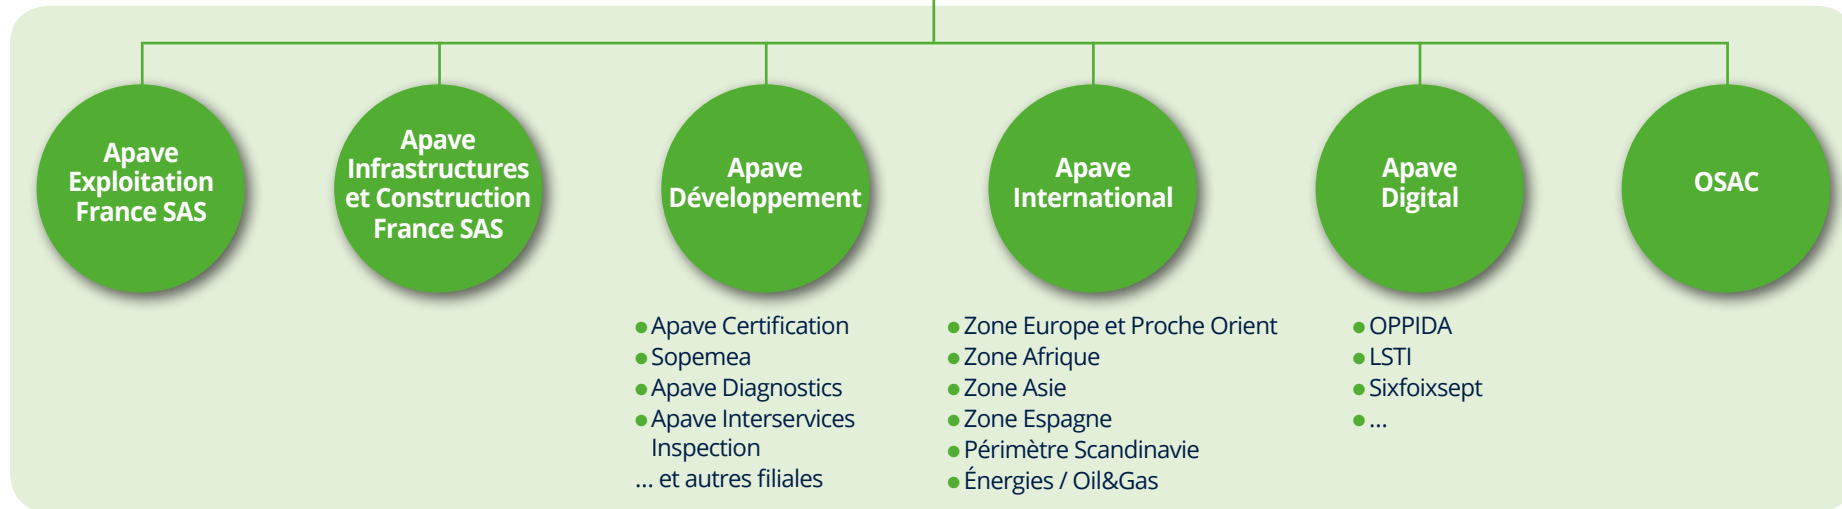 Apave
Exploitation
France SAS
Apave
Infrastructures
et Construction
France SAS
Apave
Développement
Apave
International
Apave
Digital
OSAC
Apave Certification
Sopemea
Apave Diagnostics
Apave Interservices
Inspection
... et autres filiales
Zone Europe et Proche Orient
Zone Afrique
Zone Asie
Zone Espagne
Périmètre Scandinavie
Énergies / Oil&Gas
OPPIDA
LSTI
Sixfoixsept
...